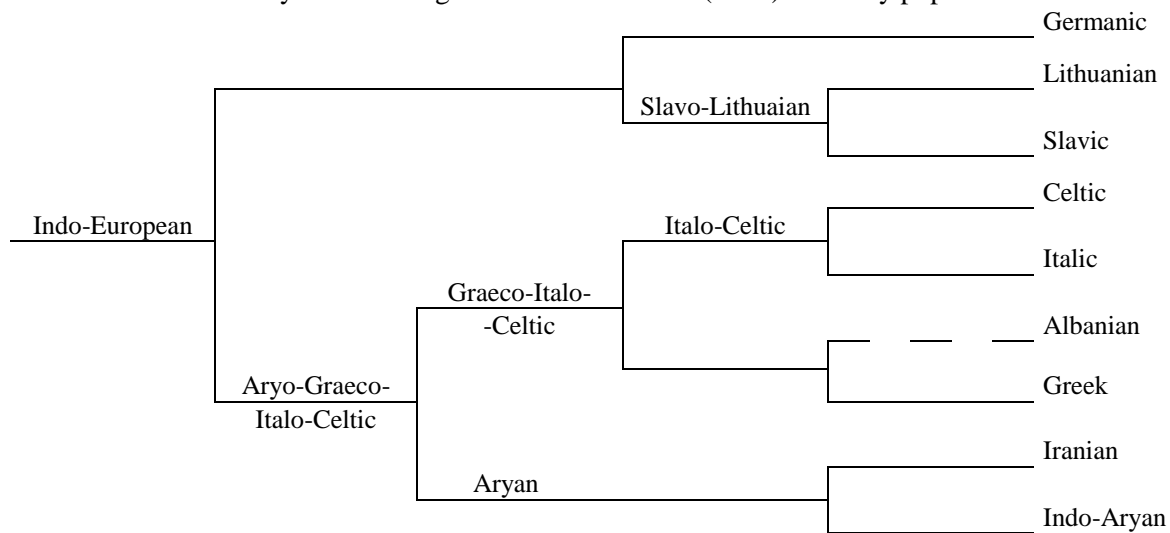 Germanic
Lithuanian
Slavo-Lithuaian
Slavic
Celtic
Indo-European
Italo-Celtic
Italic
Graeco-Italo-
-Celtic
Albanian
Aryo-Graeco-
Italo-Celtic
Greek
Iranian
Aryan
Indo-Aryan